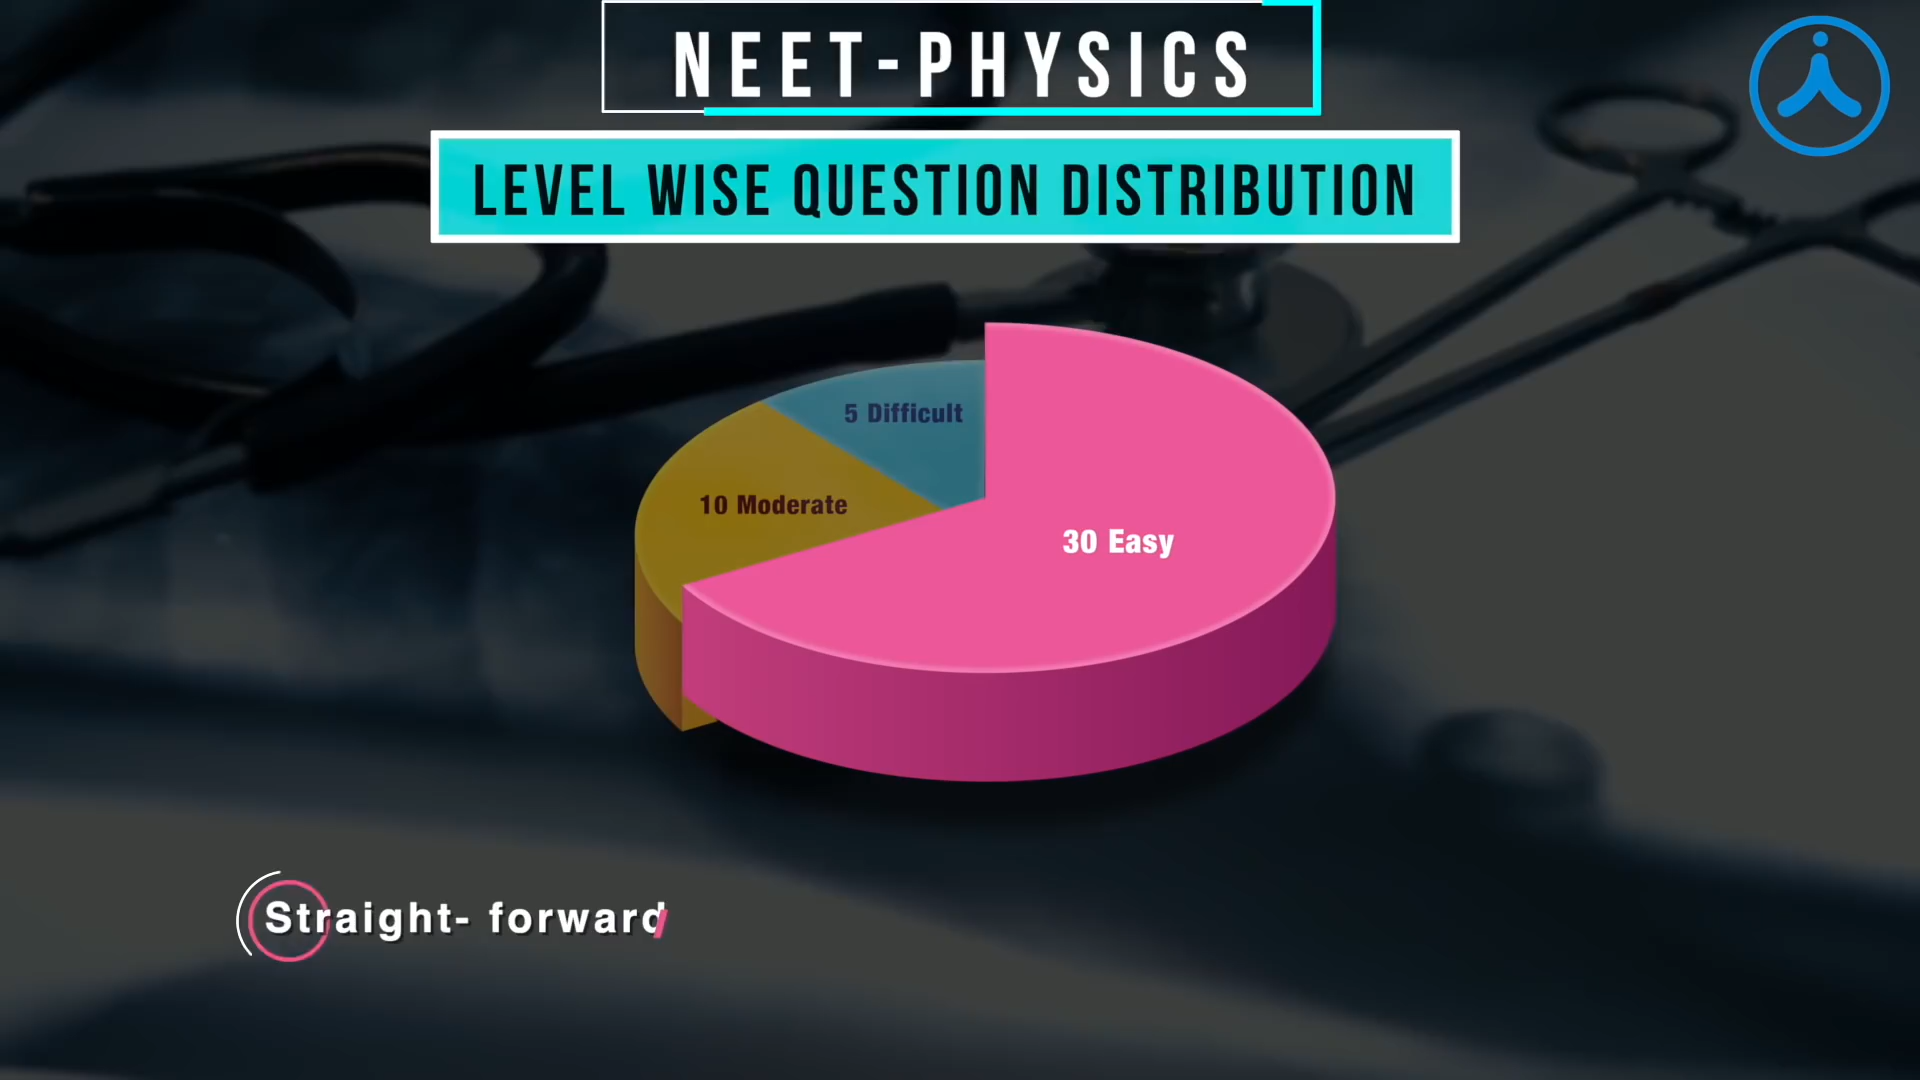 NEET-PHYSICS
LEVEL WISE QUESTION DISTRIBUTION
5 Difficult
10 Moderate
30 Easy
Straight- forward